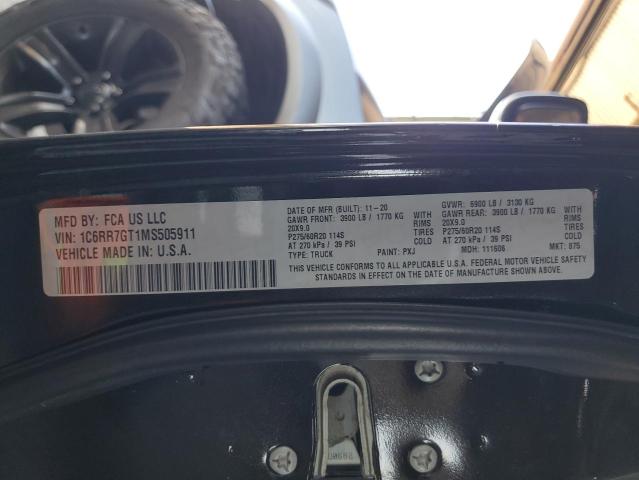 MFD BY: FCA US LLC
VIN: 1C6RR7GT1MS505911
VEHICLE MADE IN: U.S.A.
DATE OF MFR (BUILT): 11-20 GVWR: 6900 LB / 3130 KG
GAWR FRONT: 3900 LB / 1770 KG WITH GAWR REAR: 3900 LB / 1770 KG WITH
20X9.0 RIMS 20X9.0 RIMS
P275/60R20 114S TIRES P275/60R20 114S TIRES
AT 270 kPa / 39 PSI COLD AT 270 kPa / 39 PSI COLD
TYPE: TRUCK PAINT: PXJ MDH: 111506 MKT: 875
THIS VEHICLE CONFORMS TO ALL APPLICABLE U.S.A. FEDERAL MOTOR VEHICLE SAFETY
STANDARDS IN EFFECT ON THE DATE OF MANUFACTURE SHOWN ABOVE.